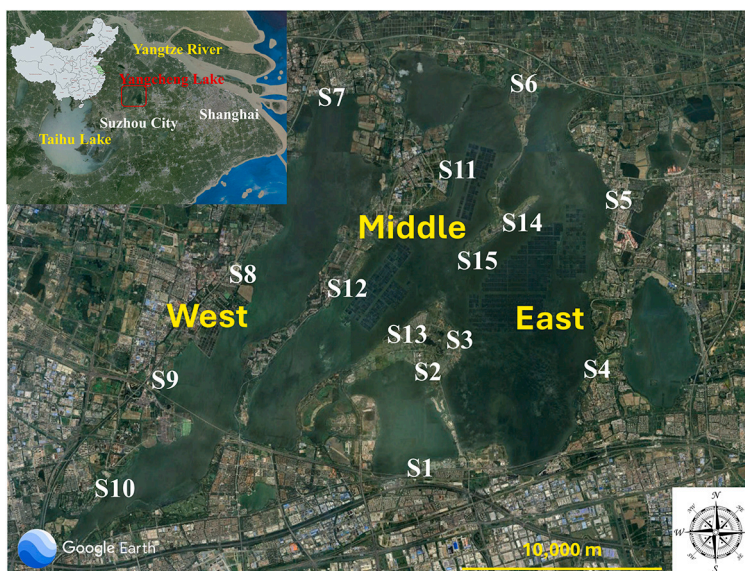 Yangtze River
Yangcheng Lake
Suzhou City
Shanghai
Taihu Lake
S7
S6
S11
S5
S14
Middle
S15
S8
S12
West
East
S13
S3
S2
S9
S4
S1
S10
N
W
S
Google Earth
10,000 m